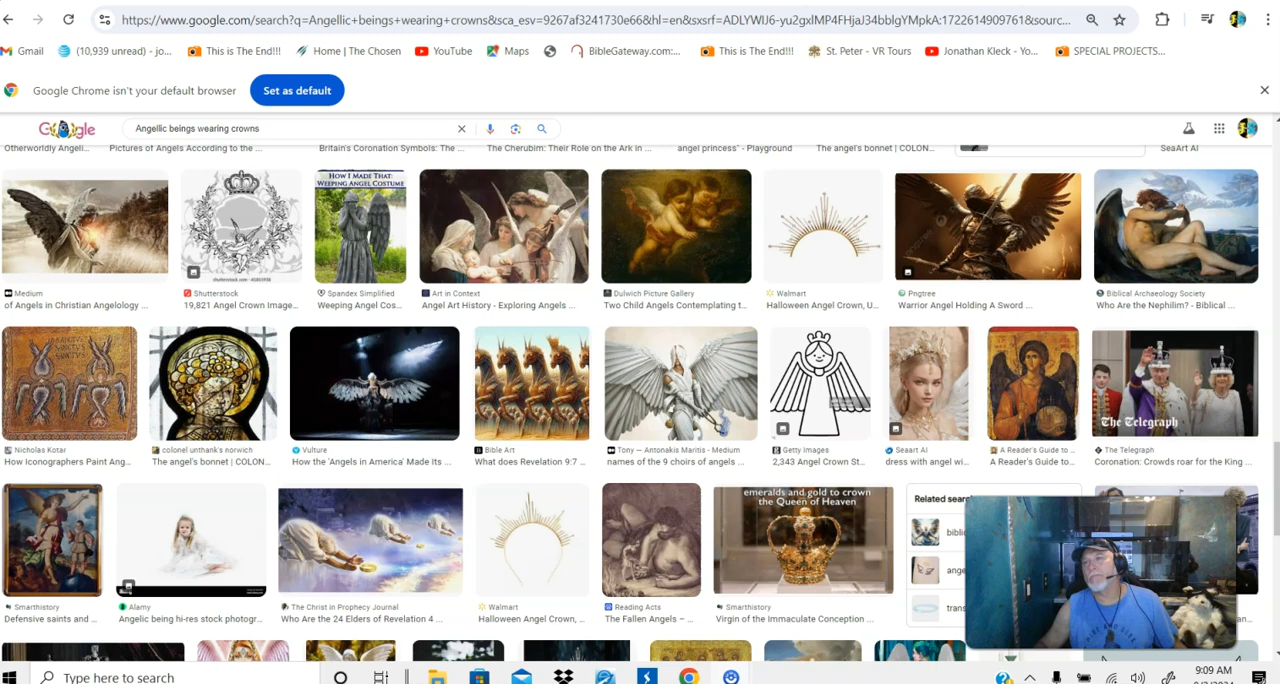 https://www.google.com/search?q=Angellic+beings+wearing+crowns&sca_esv=9267af3241730e66&hl=en&sxsrf=ADLYWIJ6-yu2gxlMP4FHjaJ34bblgYMpkA:1722614909761&sourc...
Gmail
(10,939 unread) - jo...
This is The End!!!
Home | The Chosen
YouTube
Maps
BibleGateway.com:...
This is The End!!!
St. Peter - VR Tours
Jonathan Kleck - Yo...
SPECIAL PROJECTS...
Google Chrome isn't your default browser
Set as default
Angellic beings wearing crowns
Otherworldly Angeli...
Pictures of Angels According to the ...
Britain's Coronation Symbols: The ...
The Cherubim: Their Role on the Ark in ...
angel princess' - Playground
The angel's bonnet | COLON...
SeaArt AI
HOW I MADE THAT:
WEEPING ANGEL COSTUME
Medium
of Angels in Christian Angelology ...
Shutterstock
19,821 Angel Crown Image...
Spandex Simplified
Weeping Angel Cos...
Art in Context
Angel Art History - Exploring Angels ...
Dulwich Picture Gallery
Two Child Angels Contemplating t...
Walmart
Halloween Angel Crown, U...
Pngtree
Warrior Angel Holding A Sword ...
Biblical Archaeology Society
Who Are the Nephilim? - Biblical ...
The Telegraph
Nicholas Kotar
How Iconographers Paint Ang...
colonel unthank's norwich
The angel's bonnet | COLON...
Vulture
How the 'Angels in America' Made Its ...
Bible Art
What does Revelation 9:7 ...
Tony — Antonakis Maritis - Medium
names of the 9 choirs of angels ...
Getty Images
2,343 Angel Crown St...
Seaart AI
dress with angel wi...
A Reader's Guide to ...
A Reader's Guide to...
The Telegraph
Coronation: Crowds roar for the King ...
emeralds and gold to crown
the Queen of Heaven
Related searc
bibli
ange
trans
Smarthistory
Defensive saints and ...
Alamy
Angelic being hi-res stock photogr...
The Christ in Prophecy Journal
Who Are the 24 Elders of Revelation 4 ...
Walmart
Halloween Angel Crown, ...
Reading Acts
The Fallen Angels – ...
Smarthistory
Virgin of the Immaculate Conception ...
Type here to search
9:09 AM